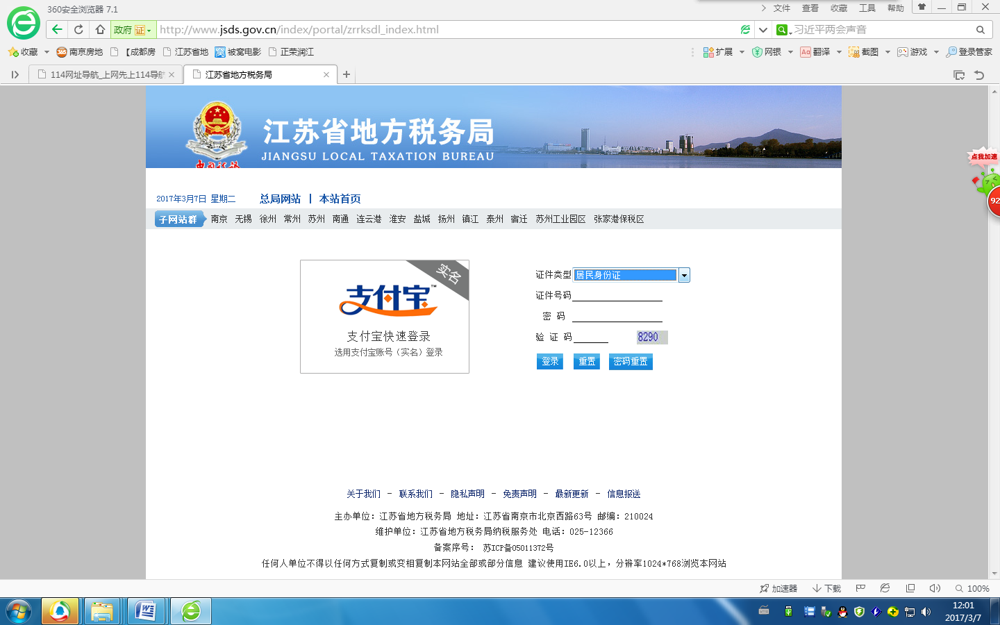 360安全浏览器 7.1
文件 查看 收藏 工具 帮助
政府 证 http://www.jsds.gov.cn/index/portal/zrrksdl_index.html 习近平两会声音
收藏 365 南京房地 【成都房 江苏省地 被窝电影 正荣润江 扩展 网银 Aa 翻译 截图 游戏 登录管家
114网址导航_上网先上114导航 江苏省地方税务局
江苏省地方税务局
JIANGSU LOCAL TAXATION BUREAU
中国税务
点我加速
92
2017年3月7日 星期二 总局网站 | 本站首页
子网站群 南京 无锡 徐州 常州 苏州 南通 连云港 淮安 盐城 扬州 镇江 泰州 宿迁 苏州工业园区 张家港保税区
实名
支付宝™
支付宝快速登录
选用支付宝账号（实名）登录
证件类型 居民身份证
证件号码
密 码
验 证 码 8290
登录 重置 密码重置
关于我们 - 联系我们 - 隐私声明 - 免责声明 - 最新更新 - 信息报送
主办单位：江苏省地方税务局 地址：江苏省南京市北京西路63号 邮编：210024
维护单位：江苏省地方税务局纳税服务处 电话：025-12366
备案序号： 苏ICP备05011372号
任何人单位不得以任何方式复制或变相复制本网站全部或部分信息 建议使用IE6.0以上，分辨率1024*768浏览本网站
加速器 下载 100%
12:01
2017/3/7